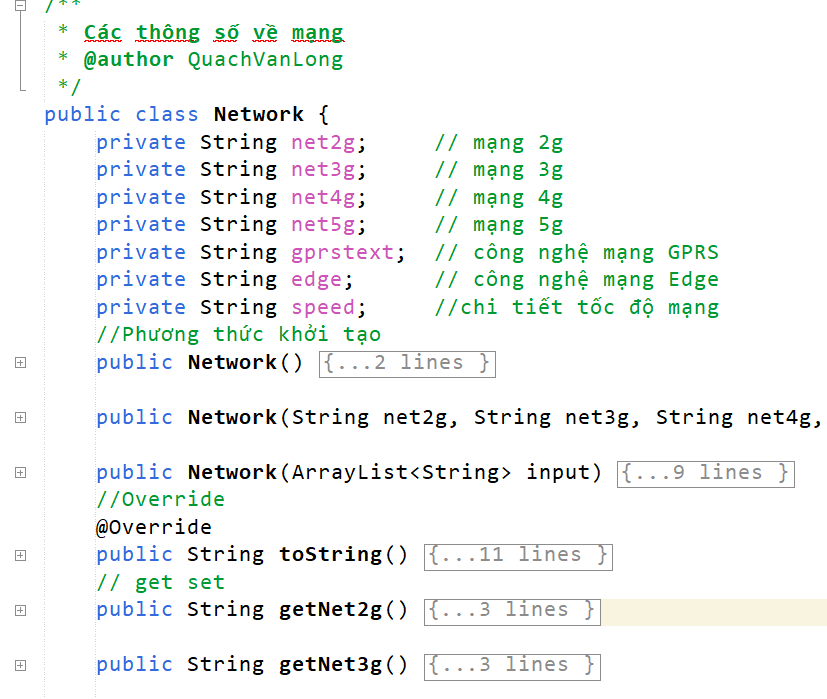 /**
* Các thông số về mạng
* @author QuachVanLong
*/
public class Network {
private String net2g; // mạng 2g
private String net3g; // mạng 3g
private String net4g; // mạng 4g
private String net5g; // mạng 5g
private String gprstext; // công nghệ mạng GPRS
private String edge; // công nghệ mạng Edge
private String speed; //chi tiết tốc độ mạng
//Phương thức khởi tạo
public Network() {...2 lines }
public Network(String net2g, String net3g, String net4g,
public Network(ArrayList<String> input) {...9 lines }
//Override
@Override
public String toString() {...11 lines }
// get set
public String getNet2g() {...3 lines }
public String getNet3g() {...3 lines }